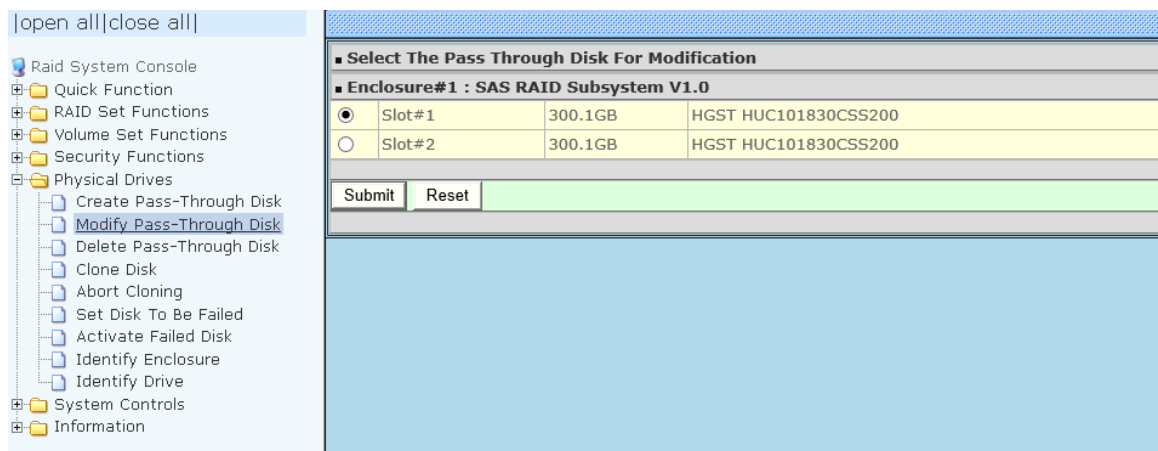 |open all|close all|
Raid System Console
Quick Function
RAID Set Functions
Volume Set Functions
Security Functions
Physical Drives
Create Pass-Through Disk
Modify Pass-Through Disk
Delete Pass-Through Disk
Clone Disk
Abort Cloning
Set Disk To Be Failed
Activate Failed Disk
Identify Enclosure
Identify Drive
System Controls
Information
Select The Pass Through Disk For Modification
Enclosure#1 : SAS RAID Subsystem V1.0
Slot#1 300.1GB HGST HUC101830CSS200
Slot#2 300.1GB HGST HUC101830CSS200
Submit Reset